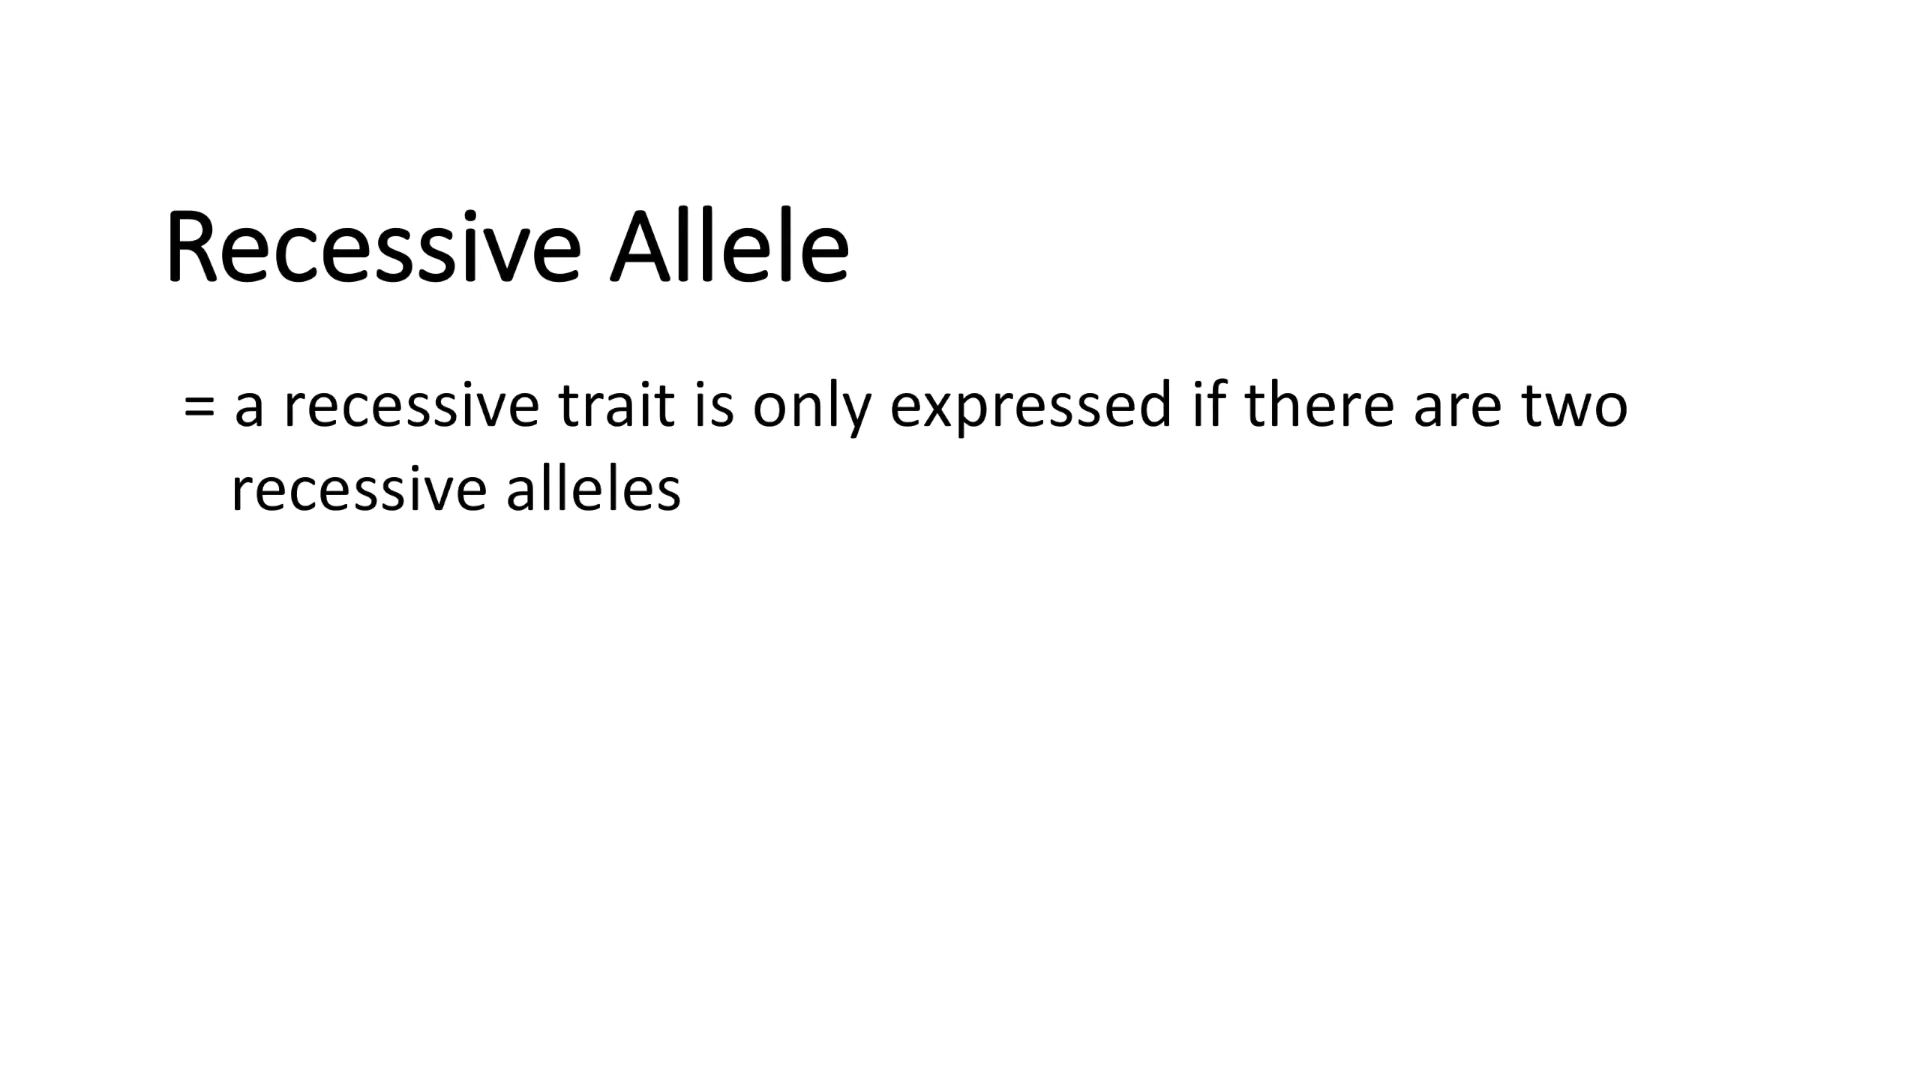 Recessive Allele
= a recessive trait is only expressed if there are two
recessive alleles